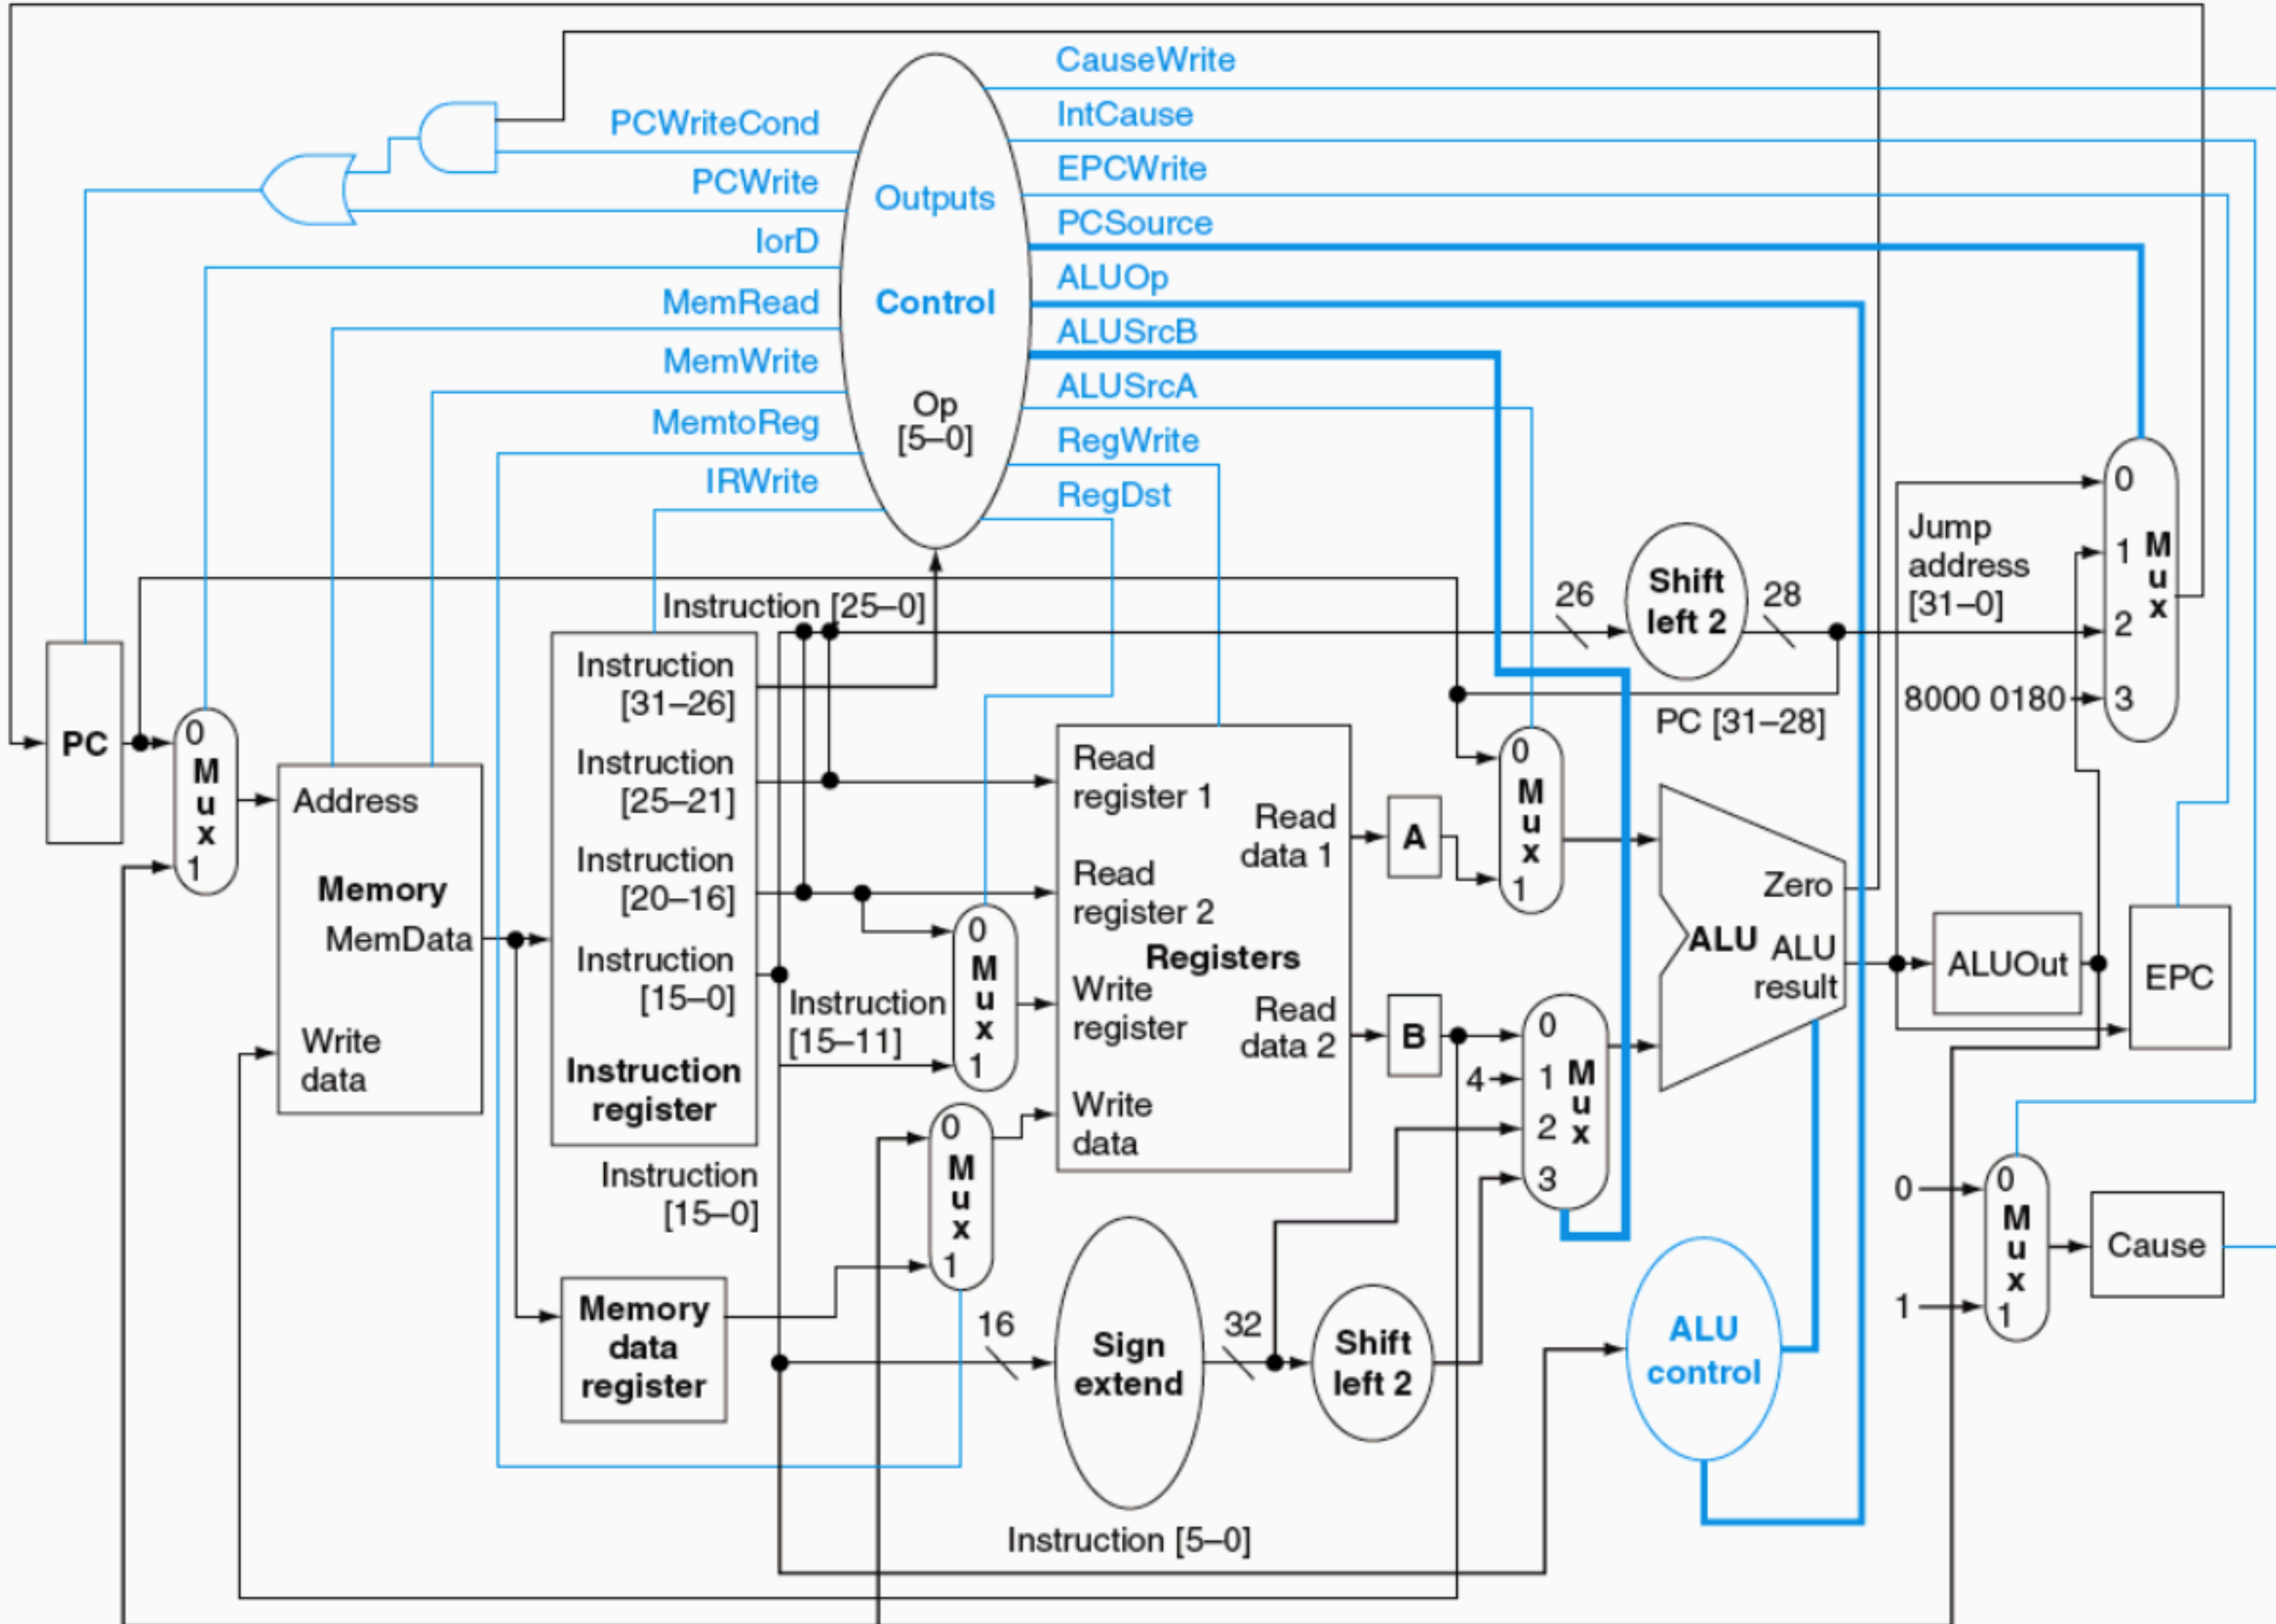 CauseWrite
IntCause
EPCWrite
PCSource
ALUOp
ALUSrcB
ALUSrcA
RegWrite
RegDst
PCWriteCond
PCWrite
IorD
MemRead
MemWrite
MemtoReg
IRWrite
Outputs
Control
Op
[5–0]
Instruction [25–0]
26
Shift
left 2
28
Jump
address
[31–0]
0
1
2
3
M
u
x
8000 0180
PC [31–28]
PC
0
M
u
x
1
Address
Memory
MemData
Write
data
Instruction
[31–26]
Instruction
[25–21]
Instruction
[20–16]
Instruction
[15–0]
Instruction
register
Instruction
[15–0]
Instruction
[15–11]
0
M
u
x
1
0
M
u
x
1
Read
register 1
Read
register 2
Registers
Write
register
Write
data
Read
data 1
Read
data 2
A
B
0
M
u
x
1
4
0
1
2
3
M
u
x
Zero
ALU
ALU
result
ALUOut
EPC
0
1
0
M
u
x
1
Cause
Memory
data
register
16
Sign
extend
32
Shift
left 2
ALU
control
Instruction [5–0]